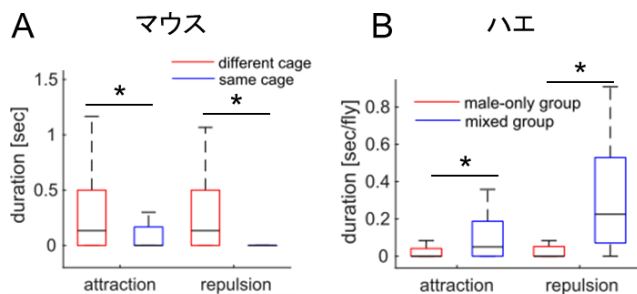 A
マウス
different cage
same cage
duration [sec]
1.5
1
0.5
0
*
*
attraction
repulsion
B
ハエ
male-only group
mixed group
duration [sec/fly]
0.8
0.6
0.4
0.2
0
*
*
attraction
repulsion